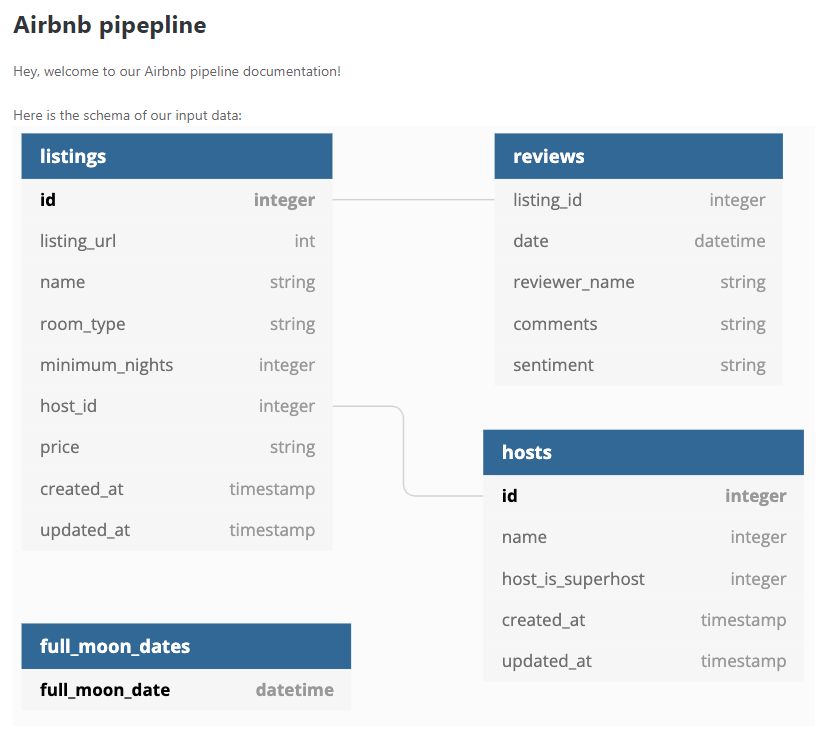 Airbnb pipepline
Hey, welcome to our Airbnb pipeline documentation!
Here is the schema of our input data:
listings
id integer
listing_url int
name string
room_type string
minimum_nights integer
host_id integer
price string
created_at timestamp
updated_at timestamp
reviews
listing_id integer
date datetime
reviewer_name string
comments string
sentiment string
hosts
id integer
name integer
host_is_superhost integer
created_at timestamp
updated_at timestamp
full_moon_dates
full_moon_date datetime